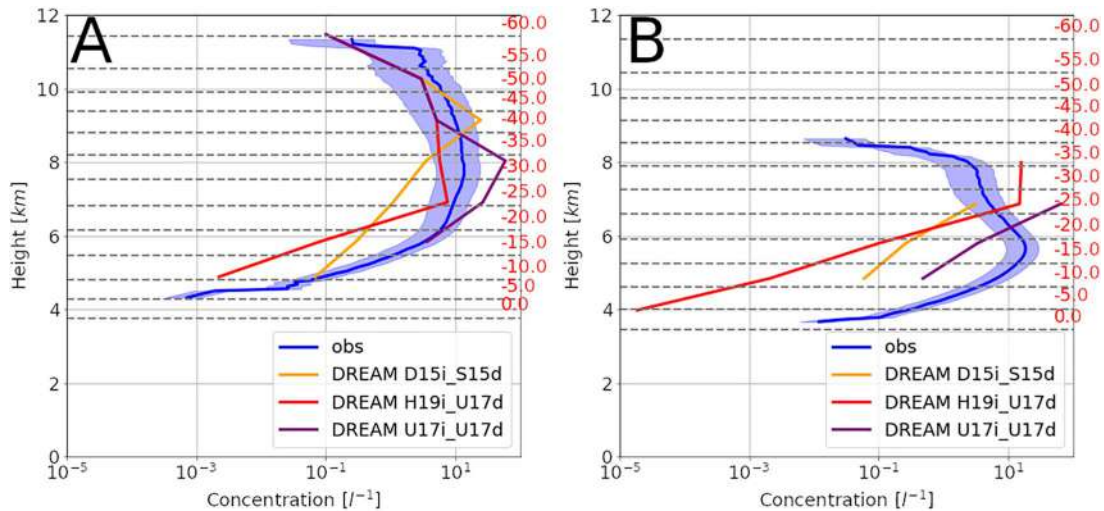 A
B
12
10
8
6
4
2
0
Height [km]
-60.0
-55.0
-50.0
-45.0
-40.0
-35.0
-30.0
-25.0
-20.0
-15.0
-10.0
-5.0
0.0
obs
DREAM D15i_S15d
DREAM H19i_U17d
DREAM U17i_U17d
10⁻⁵ 10⁻³ 10⁻¹ 10¹
Concentration [l⁻¹]
12
10
8
6
4
2
0
Height [km]
-60.0
-55.0
-50.0
-45.0
-40.0
-35.0
-30.0
-25.0
-20.0
-15.0
-10.0
-5.0
0.0
obs
DREAM D15i_S15d
DREAM H19i_U17d
DREAM U17i_U17d
10⁻⁵ 10⁻³ 10⁻¹ 10¹
Concentration [l⁻¹]